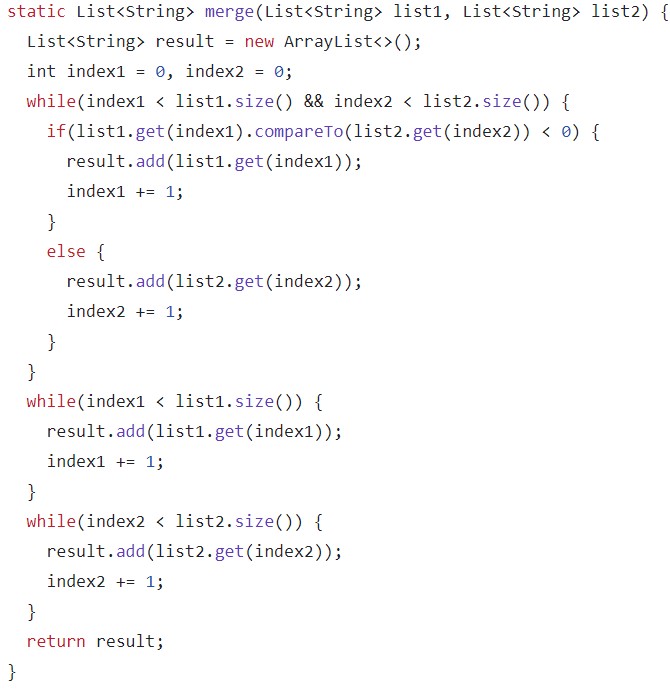 static List<String> merge(List<String> list1, List<String> list2) {
  List<String> result = new ArrayList<>();
  int index1 = 0, index2 = 0;
  while(index1 < list1.size() && index2 < list2.size()) {
    if(list1.get(index1).compareTo(list2.get(index2)) < 0) {
      result.add(list1.get(index1));
      index1 += 1;
    }
    else {
      result.add(list2.get(index2));
      index2 += 1;
    }
  }
  while(index1 < list1.size()) {
    result.add(list1.get(index1));
    index1 += 1;
  }
  while(index2 < list2.size()) {
    result.add(list2.get(index2));
    index2 += 1;
  }
  return result;
}